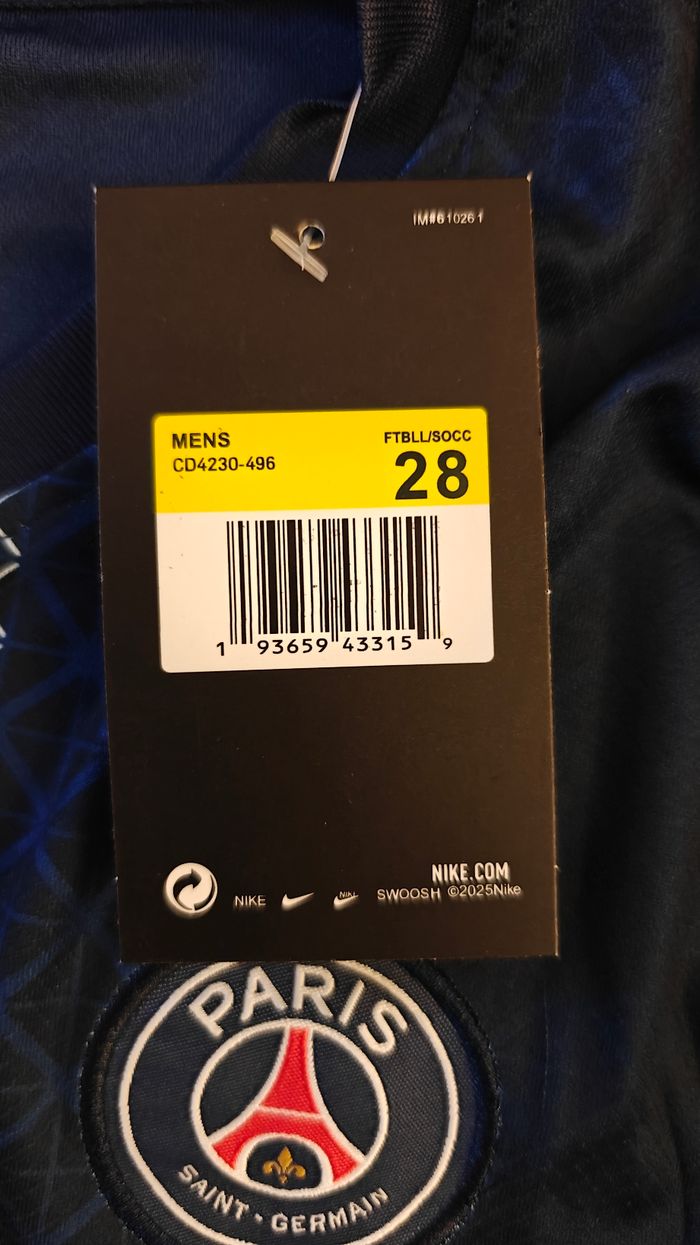 IM#610261
MENS
FTBLL/SOCC
CD4230-496
28
1 93659 43315 9
NIKE.COM
NIKE NIKE SWOOSH ©2025Nike
PARIS
SAINT-GERMAIN